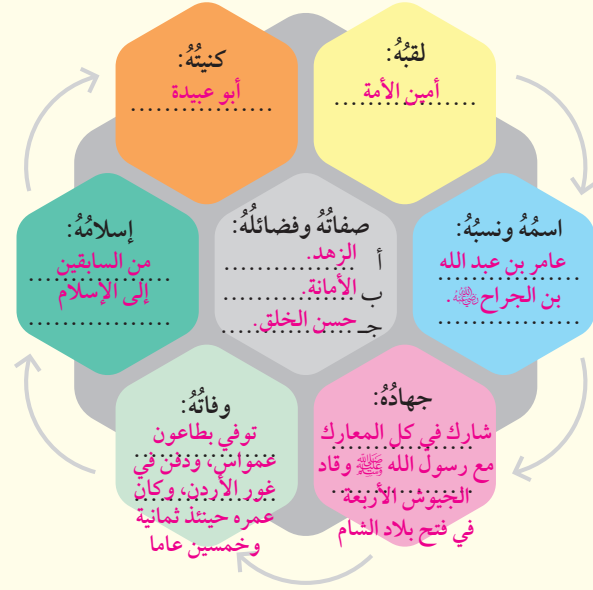 لقبُهُ:
أمين الأمة
كنيتُهُ:
أبو عبيدة
اسمُهُ ونسبُهُ:
عامر بن عبد الله
بن الجراح ﷺ.
صفاتُهُ وفضائلُهُ:
أ الزهد.
ب الأمانة.
جـ حسن الخلق.
إسلامُهُ:
من السابقين
إلى الإسلام
جهادُهُ:
شارك في كل المعارك
مع رسول الله ﷺ وقاد
الجيوش الأربعة
في فتح بلاد الشام
وفاتُهُ:
توفي بطاعون
عمواس، ودفن في
غور الأردن، وكان
عمره حينئذ ثمانية
وخمسين عاما